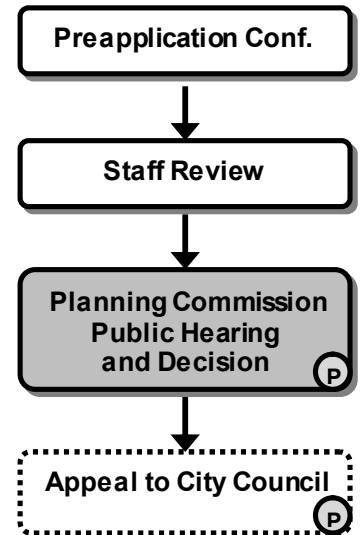 Preapplication Conf.
Staff Review
Planning Commission
Public Hearing
and Decision
P
Appeal to City Council
P